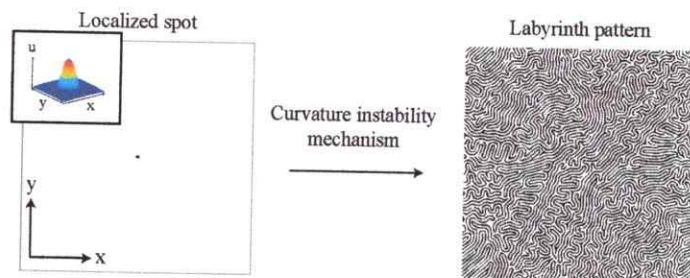 Localized spot
u
y
x
y
x
Curvature instability
mechanism
Labyrinth pattern